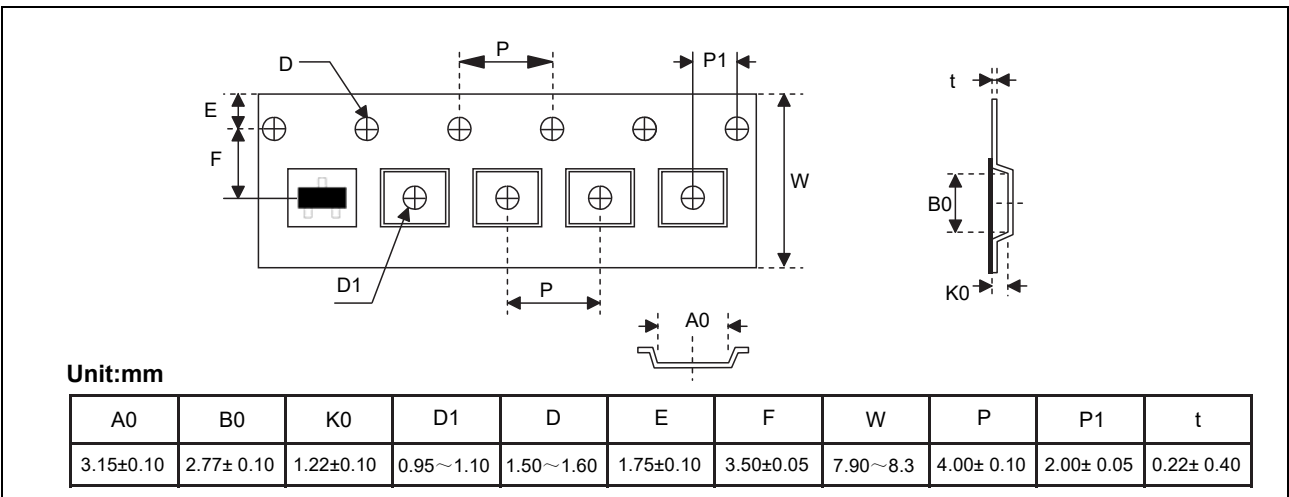 P
D
P1
t
E
F
W
B0
D1
P
K0
A0
Unit:mm
A0 B0 K0 D1 D E F W P P1 t
3.15±0.10 2.77± 0.10 1.22±0.10 0.95～1.10 1.50～1.60 1.75±0.10 3.50±0.05 7.90～8.3 4.00± 0.10 2.00± 0.05 0.22± 0.40